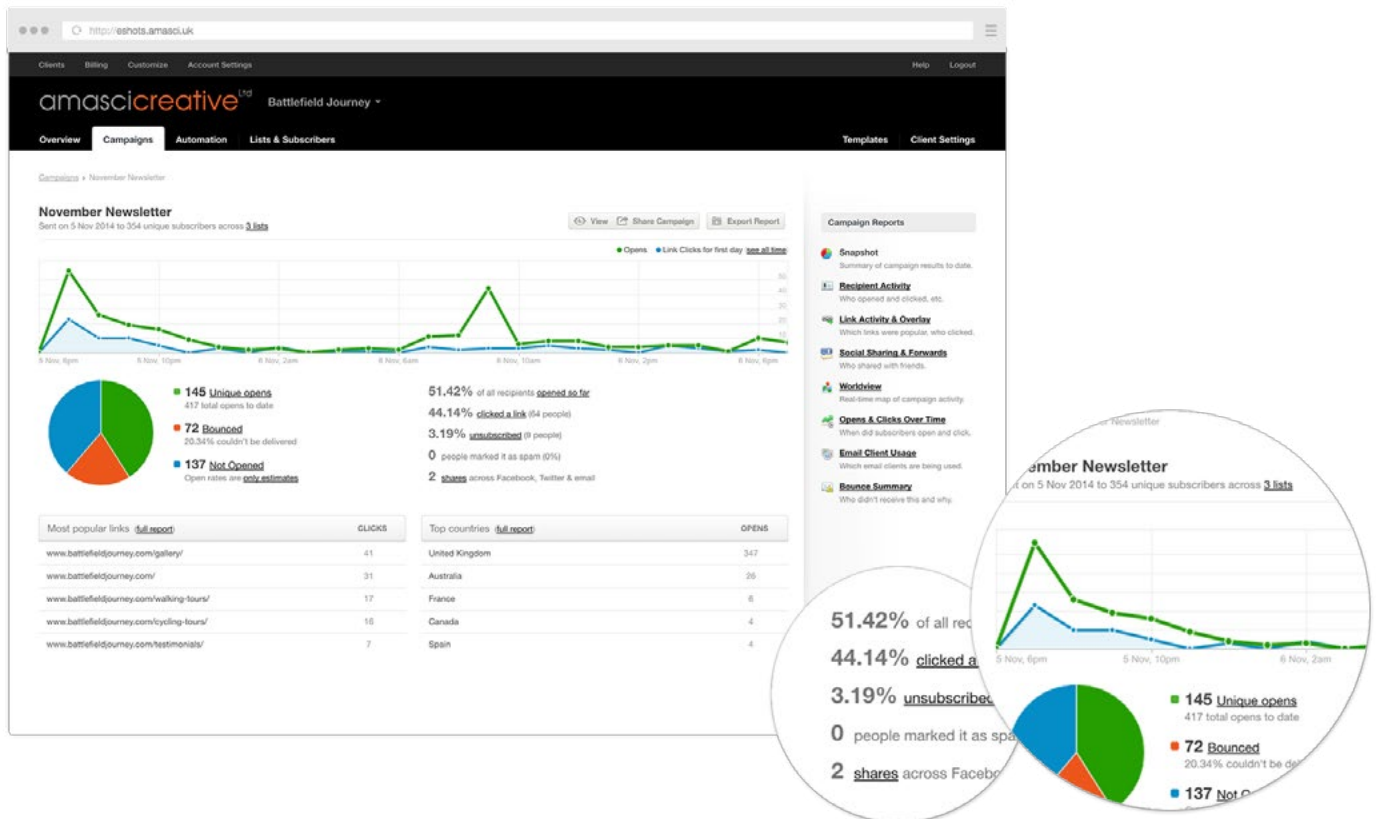 http://eshots.amasci.uk
Clients Billing Customize Account Settings Help Logout
amascicreative Ltd Battlefield Journey
Overview Campaigns Automation Lists & Subscribers Templates Client Settings
Campaigns › November Newsletter
November Newsletter
Sent on 5 Nov 2014 to 354 unique subscribers across 3 lists
View Share Campaign Export Report
Opens Link Clicks for first day (see all time)
50
40
30
20
10
5 Nov, 6pm 5 Nov, 10pm 6 Nov, 2am 6 Nov, 6am 6 Nov, 10am 6 Nov, 2pm 6 Nov, 6pm
145 Unique opens
417 total opens to date
72 Bounced
20.34% couldn't be delivered
137 Not Opened
Open rates are only estimates
51.42% of all recipients opened so far
44.14% clicked a link (64 people)
3.19% unsubscribed (9 people)
0 people marked it as spam (0%)
2 shares across Facebook, Twitter & email
Most popular links (full report) CLICKS
www.battlefieldjourney.com/gallery/ 41
www.battlefieldjourney.com/ 31
www.battlefieldjourney.com/walking-tours/ 17
www.battlefieldjourney.com/cycling-tours/ 16
www.battlefieldjourney.com/testimonials/ 7
Top countries (full report) OPENS
United Kingdom 347
Australia 26
France 8
Canada 4
Spain 4
Campaign Reports
Snapshot
Summary of campaign results to date.
Recipient Activity
Who opened and clicked, etc.
Link Activity & Overlay
Which links were popular, who clicked.
Social Sharing & Forwards
Who shared with friends.
Worldview
Real-time map of campaign activity.
Opens & Clicks Over Time
When did subscribers open and click.
Email Client Usage
Which email clients are being used.
Bounce Summary
Who didn't receive this and why.
51.42% of all rec
44.14% clicked a
3.19% unsubscribed
0 people marked it as spa
2 shares across Facebo
er Newsletter
ember Newsletter
t on 5 Nov 2014 to 354 unique subscribers across 3 lists
5 Nov, 6pm 5 Nov, 10pm 6 Nov, 2am
145 Unique opens
417 total opens to date
72 Bounced
20.34% couldn't be del
137 Not O